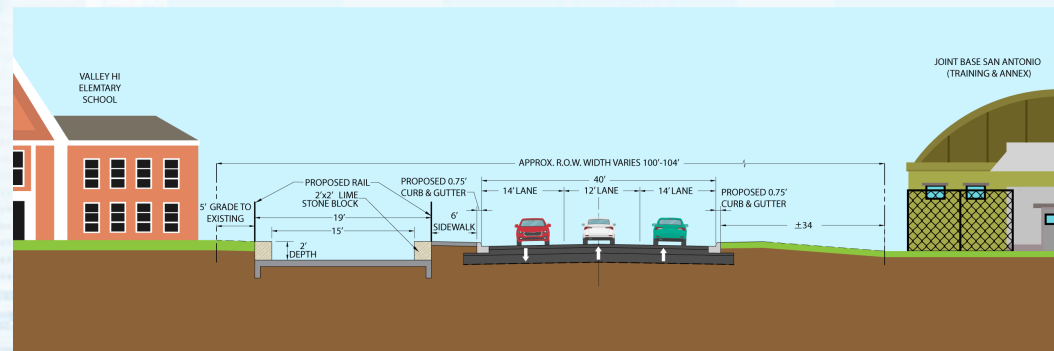 VALLEY HI
ELEMTARY
SCHOOL
JOINT BASE SAN ANTONIO
(TRAINING & ANNEX)
APPROX. R.O.W. WIDTH VARIES 100'-104'
PROPOSED RAIL
2'x2' LIME
STONE BLOCK
5' GRADE TO
EXISTING
19'
15'
2'
DEPTH
PROPOSED 0.75'
CURB & GUTTER
6'
SIDEWALK
40'
14' LANE
12' LANE
14' LANE
PROPOSED 0.75'
CURB & GUTTER
±34